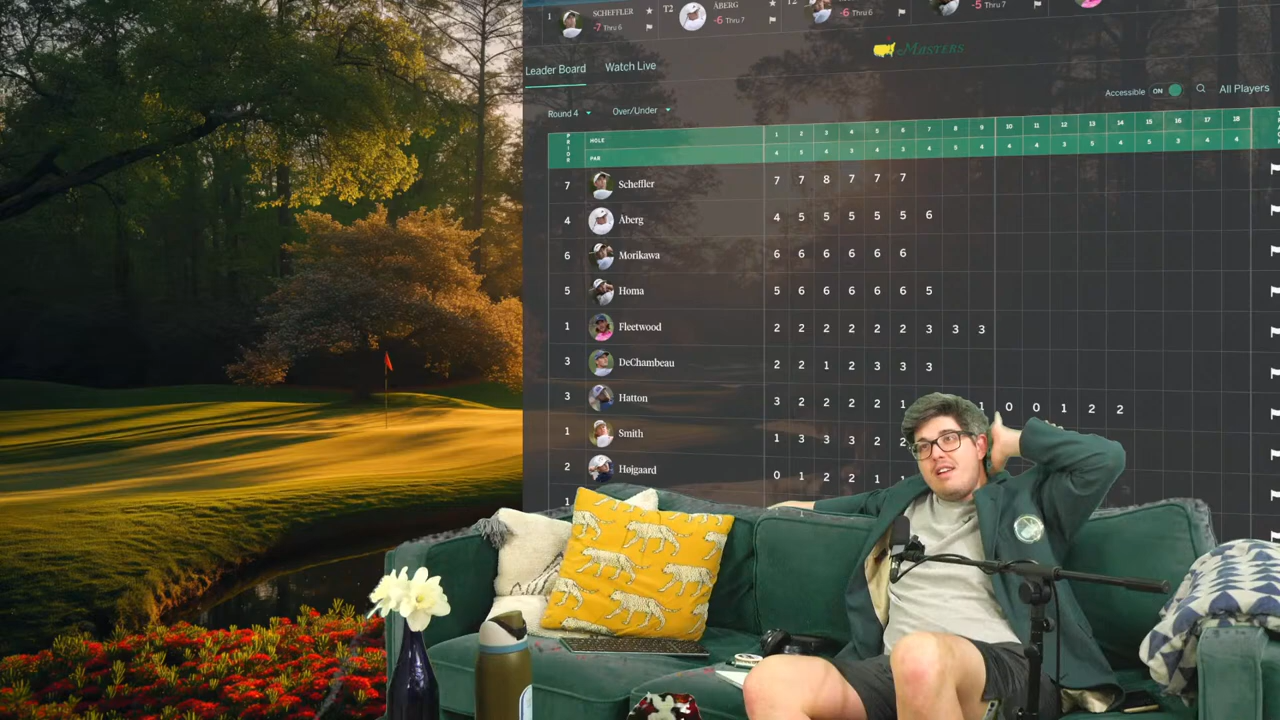 1 SCHEFFLER
-7 Thru 6
T2 ÅBERG
-6 Thru 7
T2
-6 Thru 6
-5 Thru 7
Masters
Leader Board Watch Live
Accessible ON All Players
Round 4 Over/Under
PRIOR HOLE 1 2 3 4 5 6 7 8 9 10 11 12 13 14 15 16 17 18
PAR 4 5 4 3 4 3 4 5 4 4 4 3 5 4 5 3 4 4
7 Scheffler 7 7 8 7 7 7
4 Åberg 4 5 5 5 5 5 6
6 Morikawa 6 6 6 6 6 6
5 Homa 5 6 6 6 6 6 5
1 Fleetwood 2 2 2 2 2 2 3 3 3
3 DeChambeau 2 2 1 2 3 3 3
3 Hatton 3 2 2 2 2 1 1 0 0 1 2 2
1 Smith 1 3 3 3 2 2
2 Højgaard 0 1 2 2 1
1